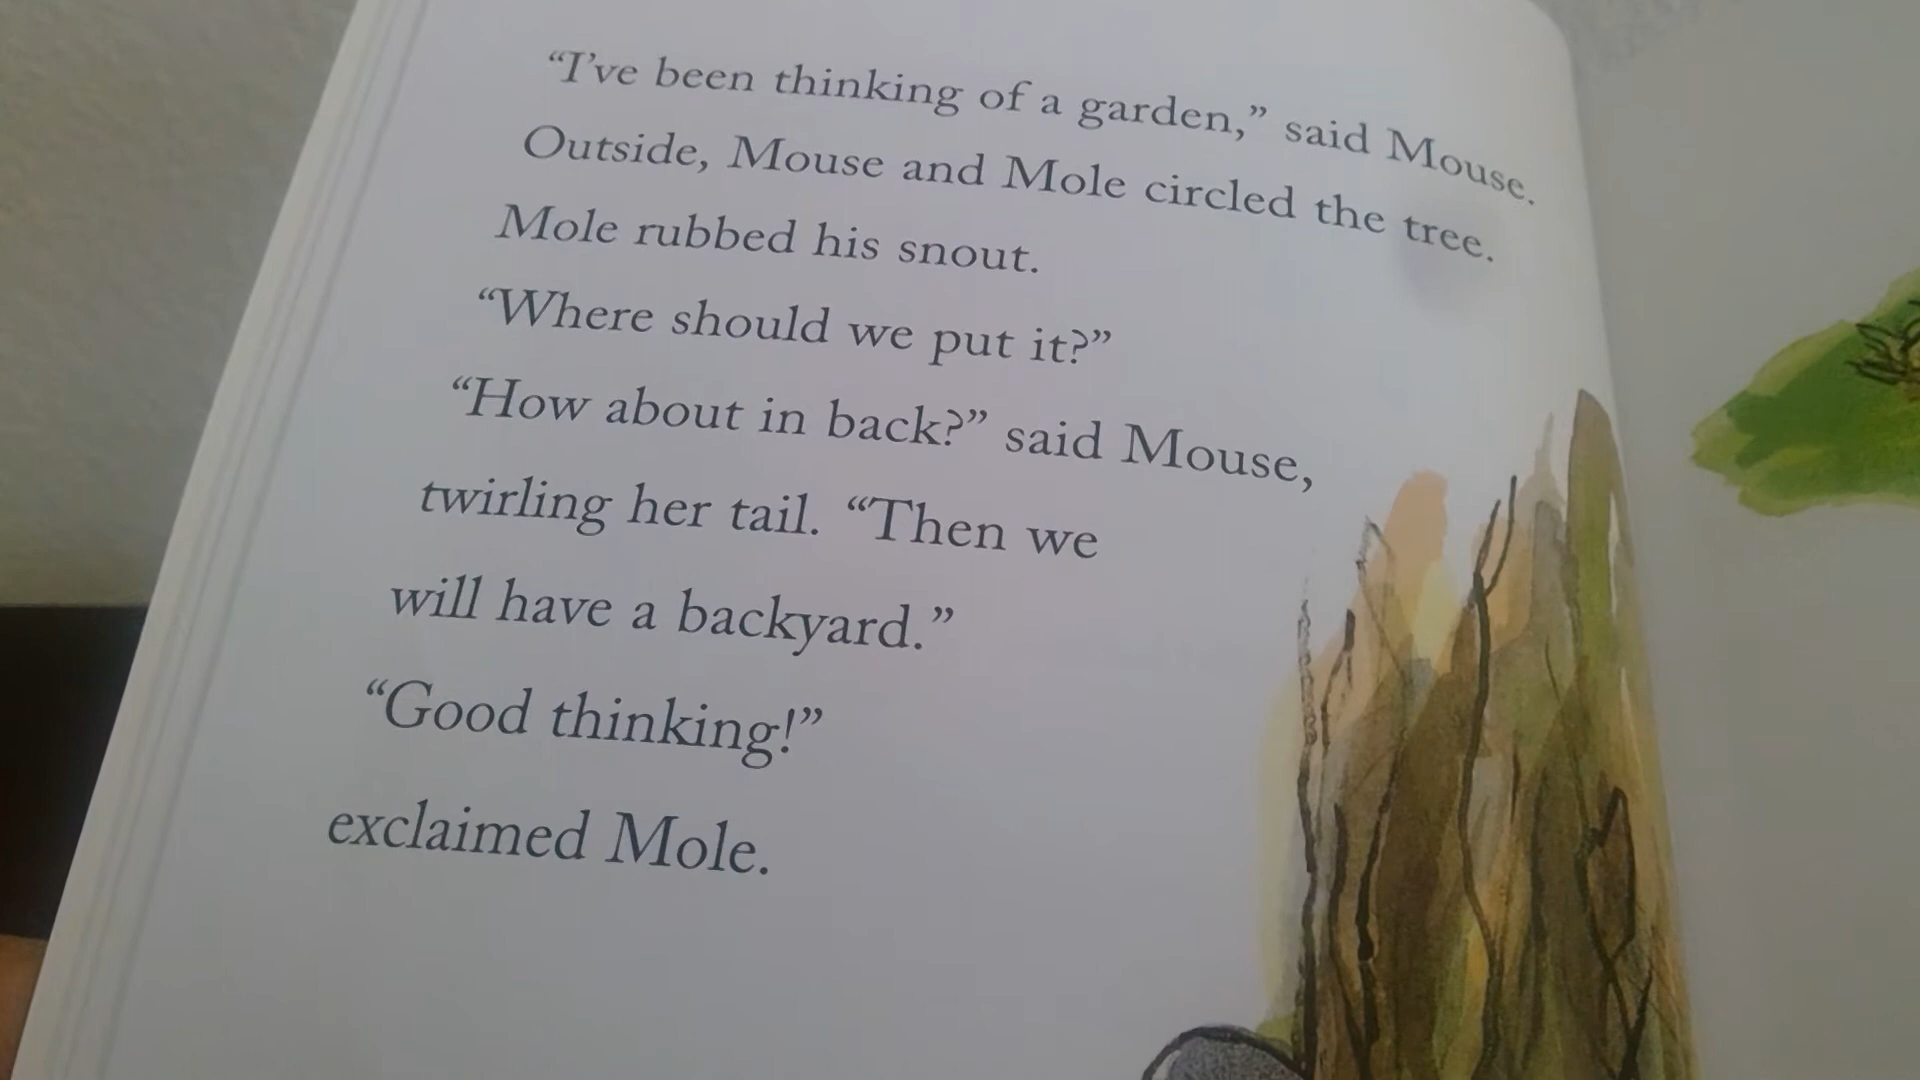 “I’ve been thinking of a garden,” said Mouse.
Outside, Mouse and Mole circled the tree.
Mole rubbed his snout.
“Where should we put it?”
“How about in back?” said Mouse,
twirling her tail. “Then we
will have a backyard.”
“Good thinking!”
exclaimed Mole.